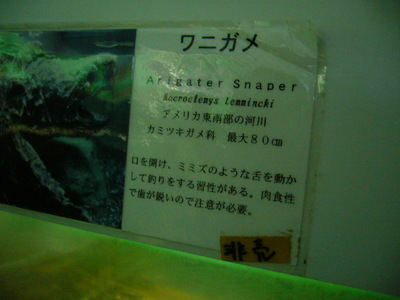 ワニガメ
Arigater Snaper
Macroclemys temmincki
アメリカ東南部の河川
カミツキガメ科 最大80cm
口を開け、ミミズのような舌を動か
して釣りをする習性がある。肉食性
で歯が鋭いので注意が必要。
非売